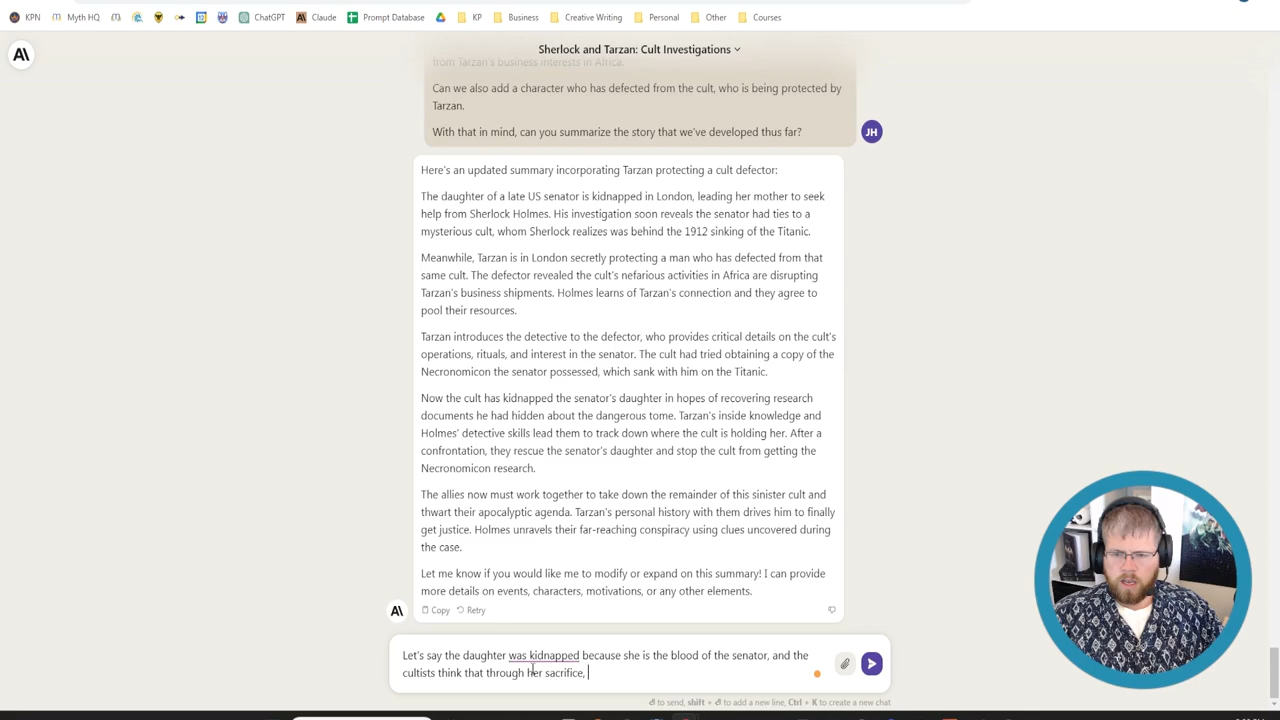 KPN Myth HQ ChatGPT Claude Prompt Database KP Business Creative Writing Personal Other Courses
A\
Sherlock and Tarzan: Cult Investigations
from Tarzan's business interests in Africa.
Can we also add a character who has defected from the cult, who is being protected by
Tarzan.
With that in mind, can you summarize the story that we've developed thus far?
JH
Here's an updated summary incorporating Tarzan protecting a cult defector:
The daughter of a late US senator is kidnapped in London, leading her mother to seek
help from Sherlock Holmes. His investigation soon reveals the senator had ties to a
mysterious cult, whom Sherlock realizes was behind the 1912 sinking of the Titanic.
Meanwhile, Tarzan is in London secretly protecting a man who has defected from that
same cult. The defector revealed the cult's nefarious activities in Africa are disrupting
Tarzan's business shipments. Holmes learns of Tarzan's connection and they agree to
pool their resources.
Tarzan introduces the detective to the defector, who provides critical details on the cult's
operations, rituals, and interest in the senator. The cult had tried obtaining a copy of the
Necronomicon the senator possessed, which sank with him on the Titanic.
Now the cult has kidnapped the senator's daughter in hopes of recovering research
documents he had hidden about the dangerous tome. Tarzan's inside knowledge and
Holmes' detective skills lead them to track down where the cult is holding her. After a
confrontation, they rescue the senator's daughter and stop the cult from getting the
Necronomicon research.
The allies now must work together to take down the remainder of this sinister cult and
thwart their apocalyptic agenda. Tarzan's personal history with them drives him to finally
get justice. Holmes unravels their far-reaching conspiracy using clues uncovered during
the case.
Let me know if you would like me to modify or expand on this summary! I can provide
more details on events, characters, motivations, or any other elements.
A\ Copy Retry
Let's say the daughter was kidnapped because she is the blood of the senator, and the
cultists think that through her sacrifice,
⏎ to send, shift + ⏎ to add a new line, Ctrl + K to create a new chat